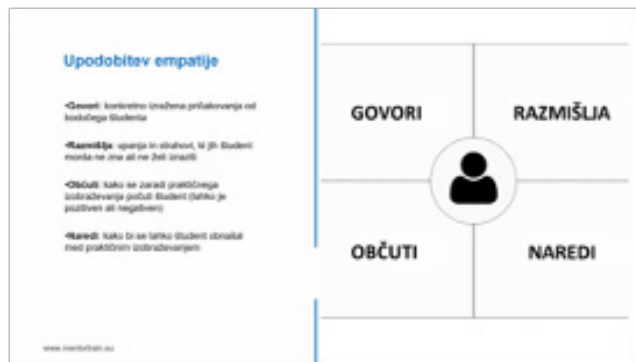 Upodobitev empatije
•Govori: konkretno izražena pričakovanja od
bodočega študenta
•Razmišlja: upanja in strahovi, ki jih študent
morda ne zna ali ne želi izraziti
•Občuti: kako se zaradi praktičnega
izobraževanja počuti študent (lahko je
pozitiven ali negativen)
•Naredi: kako bi se lahko študent obnašal
med praktičnim izobraževanjem
www.mentortrain.eu
GOVORI
RAZMIŠLJA
OBČUTI
NAREDI